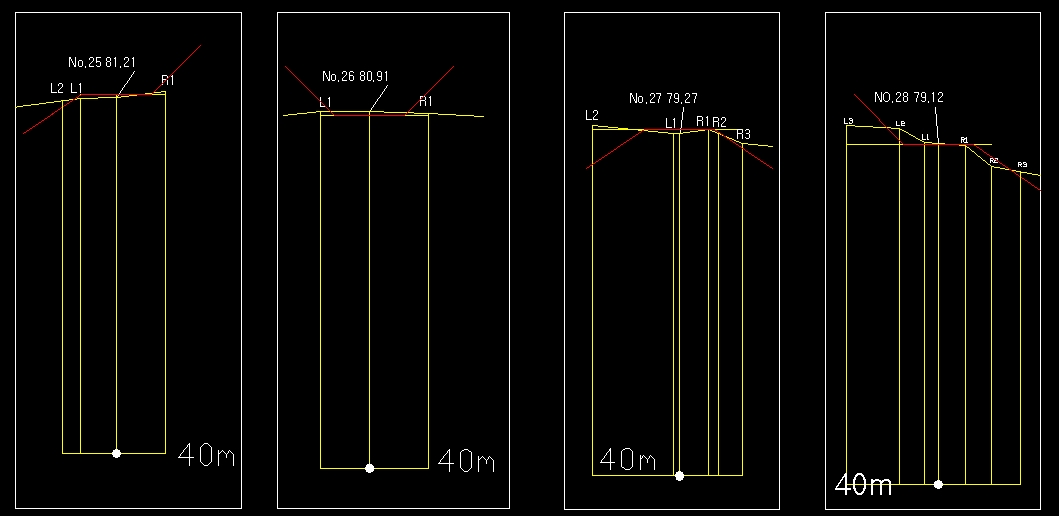 No,25 81,21
L2 L1 R1
40m
No,26 80,91
L1 R1
40m
No,27 79,27
L2 L1 R1 R2 R3
40m
NO,28 79,12
L3 L2 L1 R1 R2 R3
40m